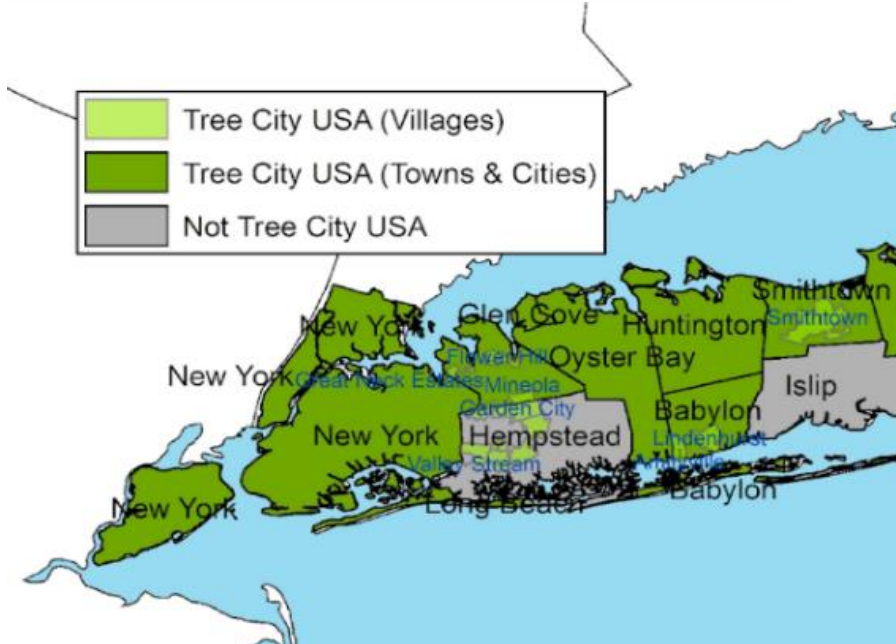 Tree City USA (Villages)
Tree City USA (Towns & Cities)
Not Tree City USA
Smithtown
Glen Cove
Smithtown
New York
Huntington
Flower Hill
Oyster Bay
New York
Great Neck Estates
Mineola
Islip
Garden City
Babylon
New York
Hempstead
Lindenhurst
Valley Stream
Amityville
Babylon
Long Beach
New York